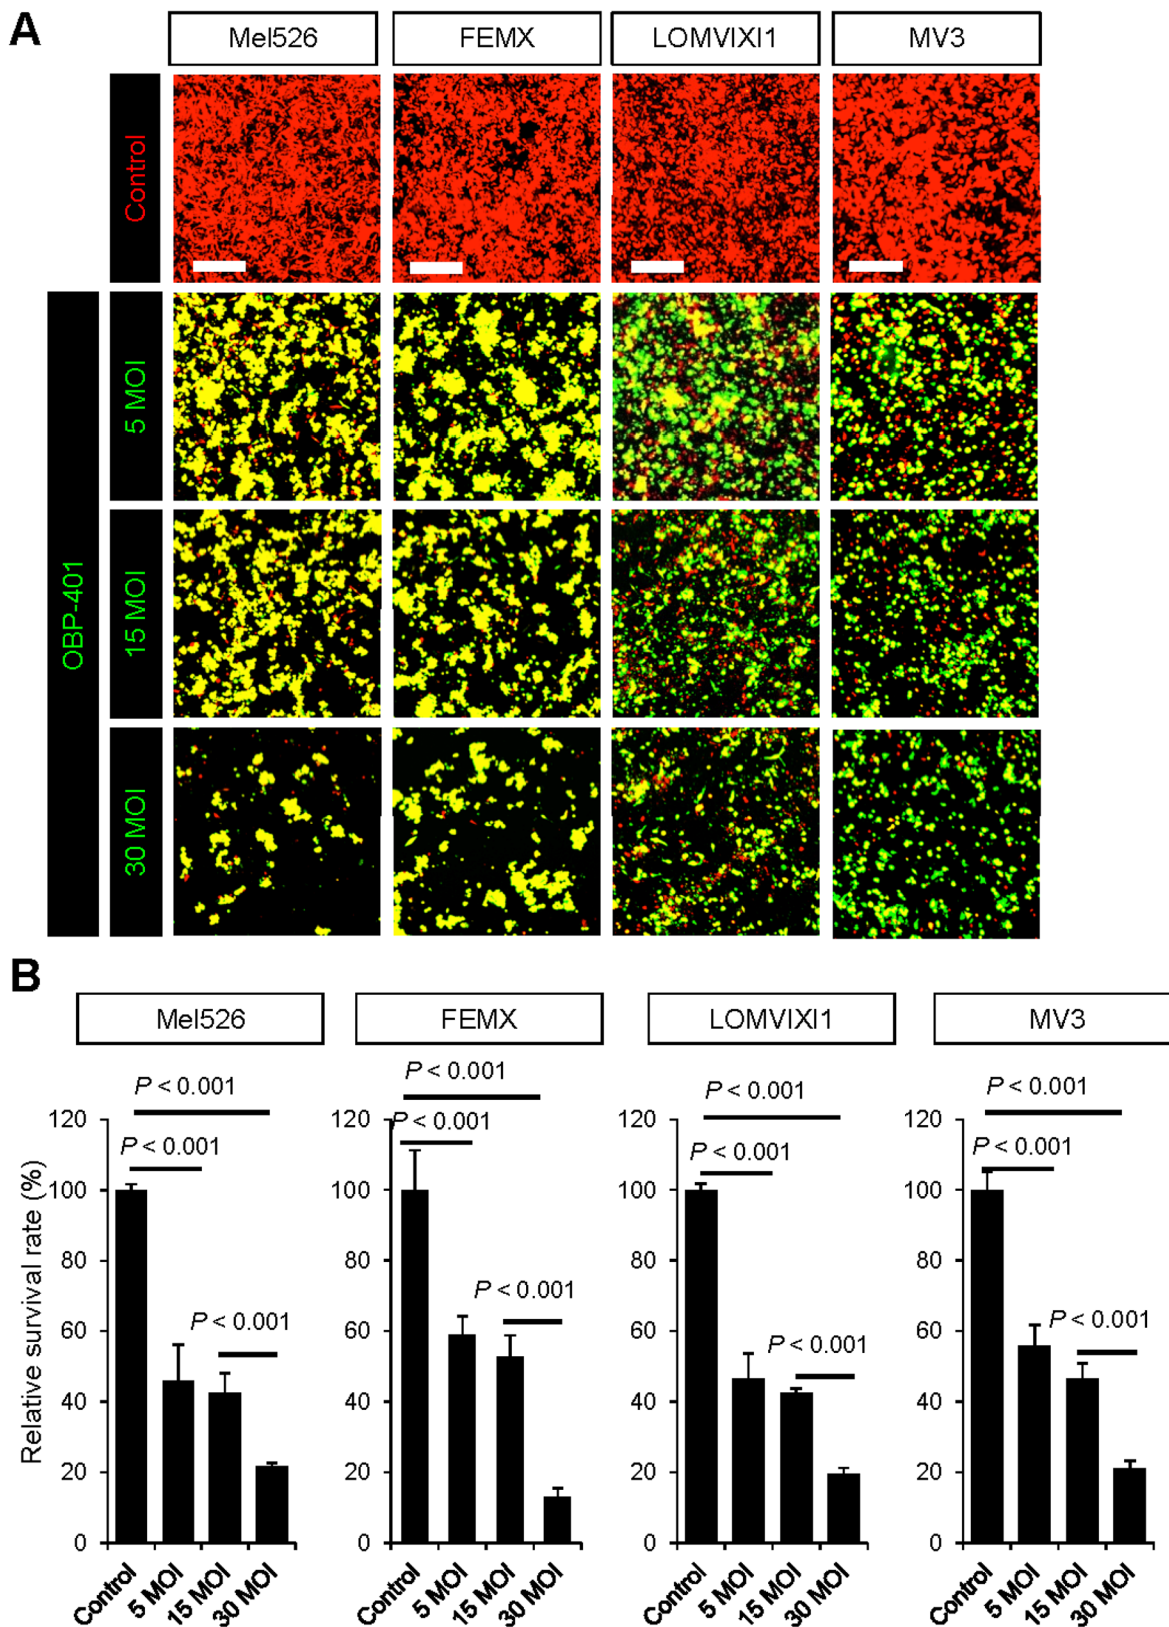 A
Mel526
FEMX
LOMVIXI1
MV3
Control
OBP-401
5 MOI
15 MOI
30 MOI
B
Mel526
FEMX
LOMVIXI1
MV3
Relative survival rate (%)
P < 0.001
P < 0.001
P < 0.001
120
100
80
60
40
20
0
Control
5 MOI
15 MOI
30 MOI
P < 0.001
P < 0.001
P < 0.001
120
100
80
60
40
20
0
Control
5 MOI
15 MOI
30 MOI
P < 0.001
P < 0.001
P < 0.001
120
100
80
60
40
20
0
Control
5 MOI
15 MOI
30 MOI
P < 0.001
P < 0.001
P < 0.001
120
100
80
60
40
20
0
Control
5 MOI
15 MOI
30 MOI